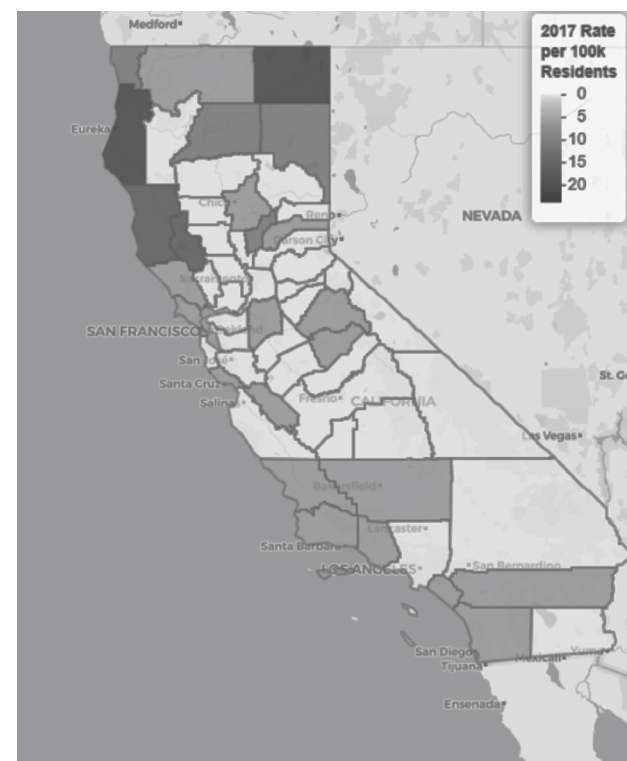 Medford
2017 Rate
per 100k
Residents
0
5
10
15
20
Eureka
Chico
Reno
NEVADA
Carson City
Sacramento
SAN FRANCISCO
Oakland
San José
St. G
Santa Cruz
Fresno
CALIFORNIA
Salinas
Las Vegas
Bakersfield
Lancaster
Santa Barbara
LOS ANGELES
San Bernardino
San Diego
Mexicali
Yuma
Tijuana
Ensenada